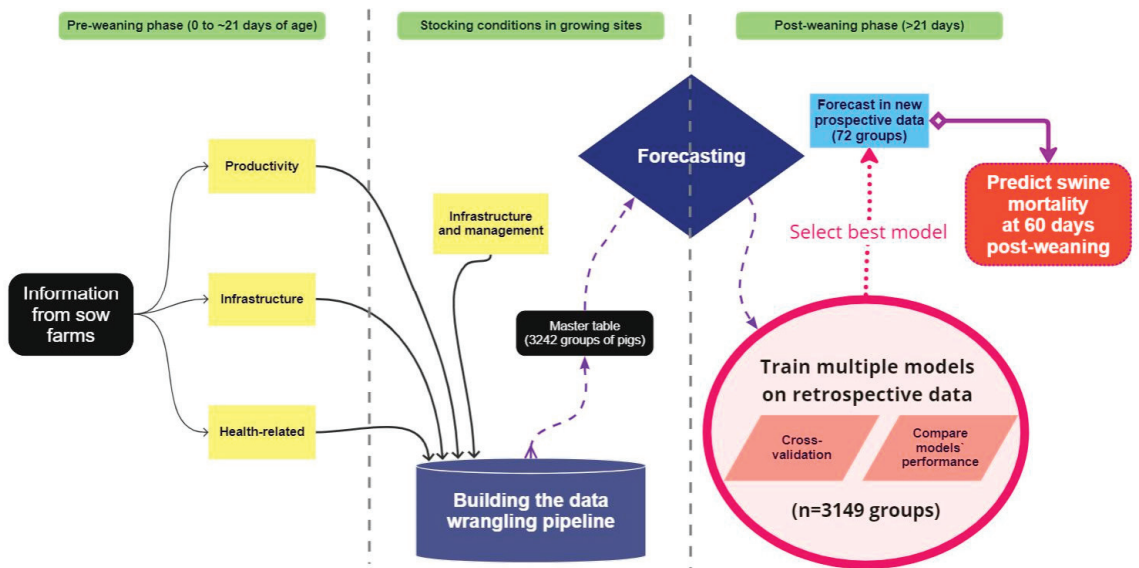 Pre-weaning phase (0 to ~21 days of age)
Stocking conditions in growing sites
Post-weaning phase (>21 days)
Information
from sow
farms
Productivity
Infrastructure
Health-related
Infrastructure
and management
Building the data
wrangling pipeline
Master table
(3242 groups of pigs)
Forecasting
Train multiple models
on retrospective data
Cross-
validation
Compare
models`
performance
(n=3149 groups)
Select best model
Forecast in new
prospective data
(72 groups)
Predict swine
mortality
at 60 days
post-weaning